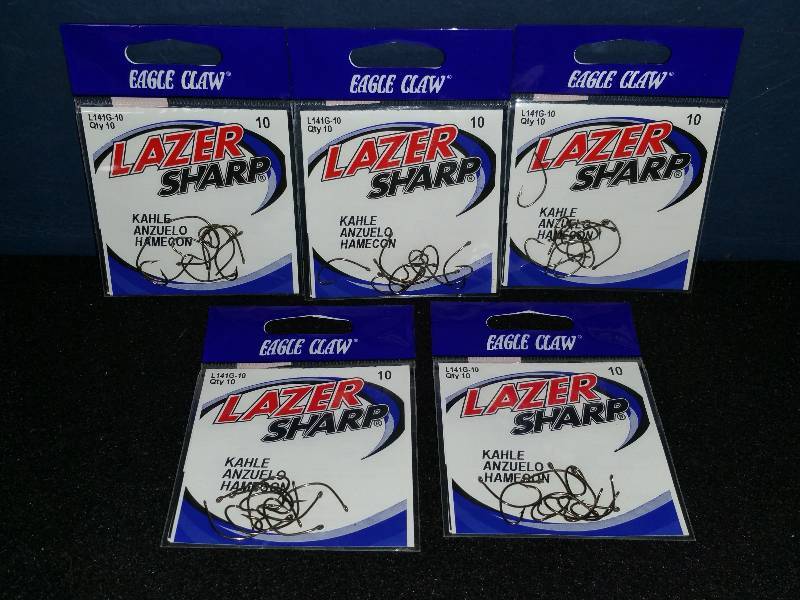 EAGLE CLAW®
L141G-10
Qty 10
10
LAZER
SHARP®
KAHLE
ANZUELO
HAMECON
EAGLE CLAW®
L141G-10
Qty 10
10
LAZER
SHARP®
KAHLE
ANZUELO
HAMECON
EAGLE CLAW®
L141G-10
Qty 10
10
LAZER
SHARP®
KAHLE
ANZUELO
HAMECON
EAGLE CLAW®
L141G-10
Qty 10
10
LAZER
SHARP®
KAHLE
ANZUELO
HAMECON
EAGLE CLAW®
L141G-10
Qty 10
10
LAZER
SHARP®
KAHLE
ANZUELO
HAMECON